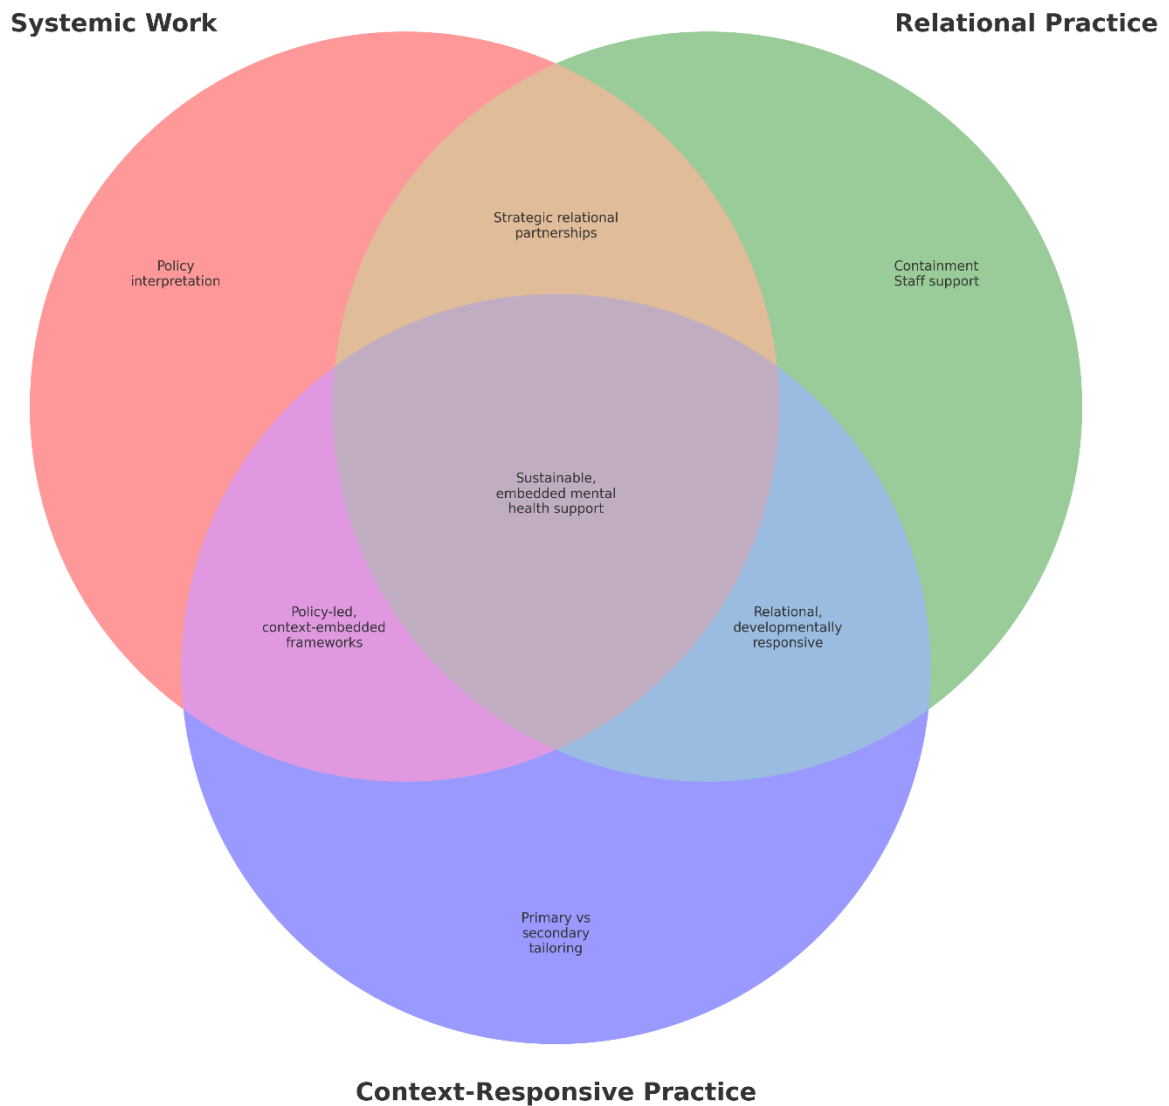 Systemic Work
Relational Practice
Strategic relational
partnerships
Policy
interpretation
Containment
Staff support
Sustainable,
embedded mental
health support
Policy-led,
context-embedded
frameworks
Relational,
developmentally
responsive
Primary vs
secondary
tailoring
Context-Responsive Practice